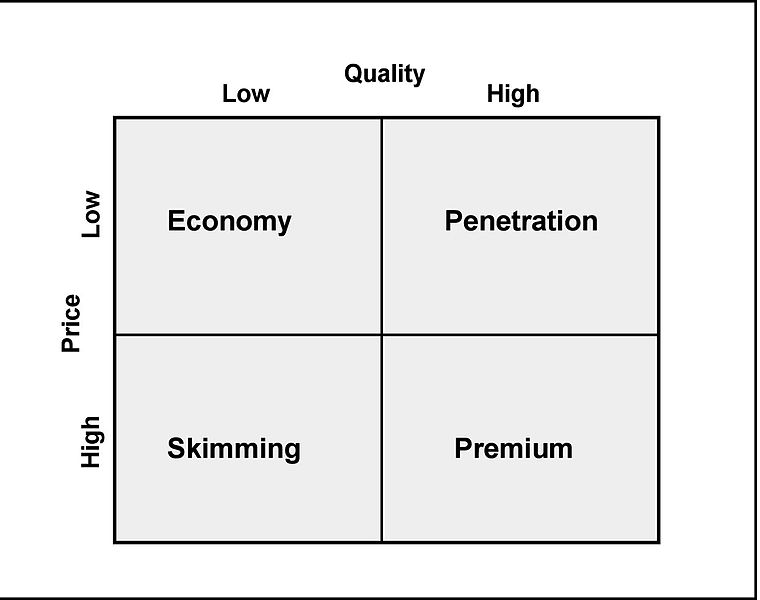 Quality
Low High
Low
Economy Penetration
Price
High
Skimming Premium